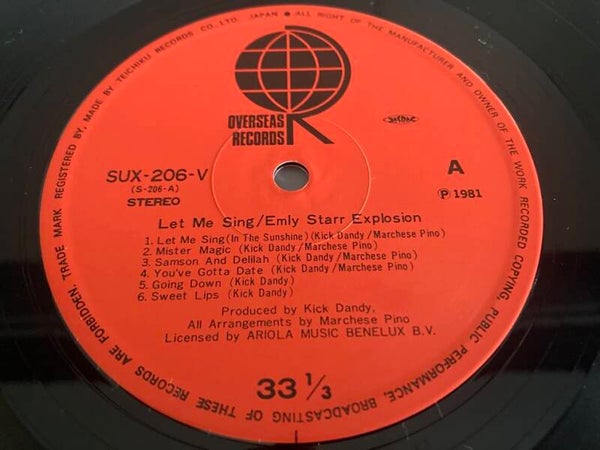 TRADE MARK REGISTERED. BY, MADE BY TEICHIKU RECORDS CO. LTD. JAPAN ● ALL RIGHT OF THE MANUFACTURER AND OWNER OF THE WORK RECORDED COPYING, PUBLIC PERFORMANCE, BROADCASTING OF THESE RECORDS ARE FORBIDDEN.
OVERSEAS
RECORDS
SUX-206-V
(S-206-A)
STEREO
A
Ⓟ 1981
Let Me Sing/Emly Starr Explosion
1. Let Me Sing(In The Sunshine)(Kick Dandy/Marchese Pino)
2. Mister Magic (Kick Dandy/Marchese Pino)
3. Samson And Delilah (Kick Dandy/Marchese Pino)
4. You've Gotta Date (Kick Dandy/Marchese Pino)
5. Going Down (Kick Dandy)
6. Sweet Lips (Kick Dandy)
Produced by Kick Dandy,
All Arrangements by Marchese Pino
Licensed by ARIOLA MUSIC BENELUX B.V.
33 1/3